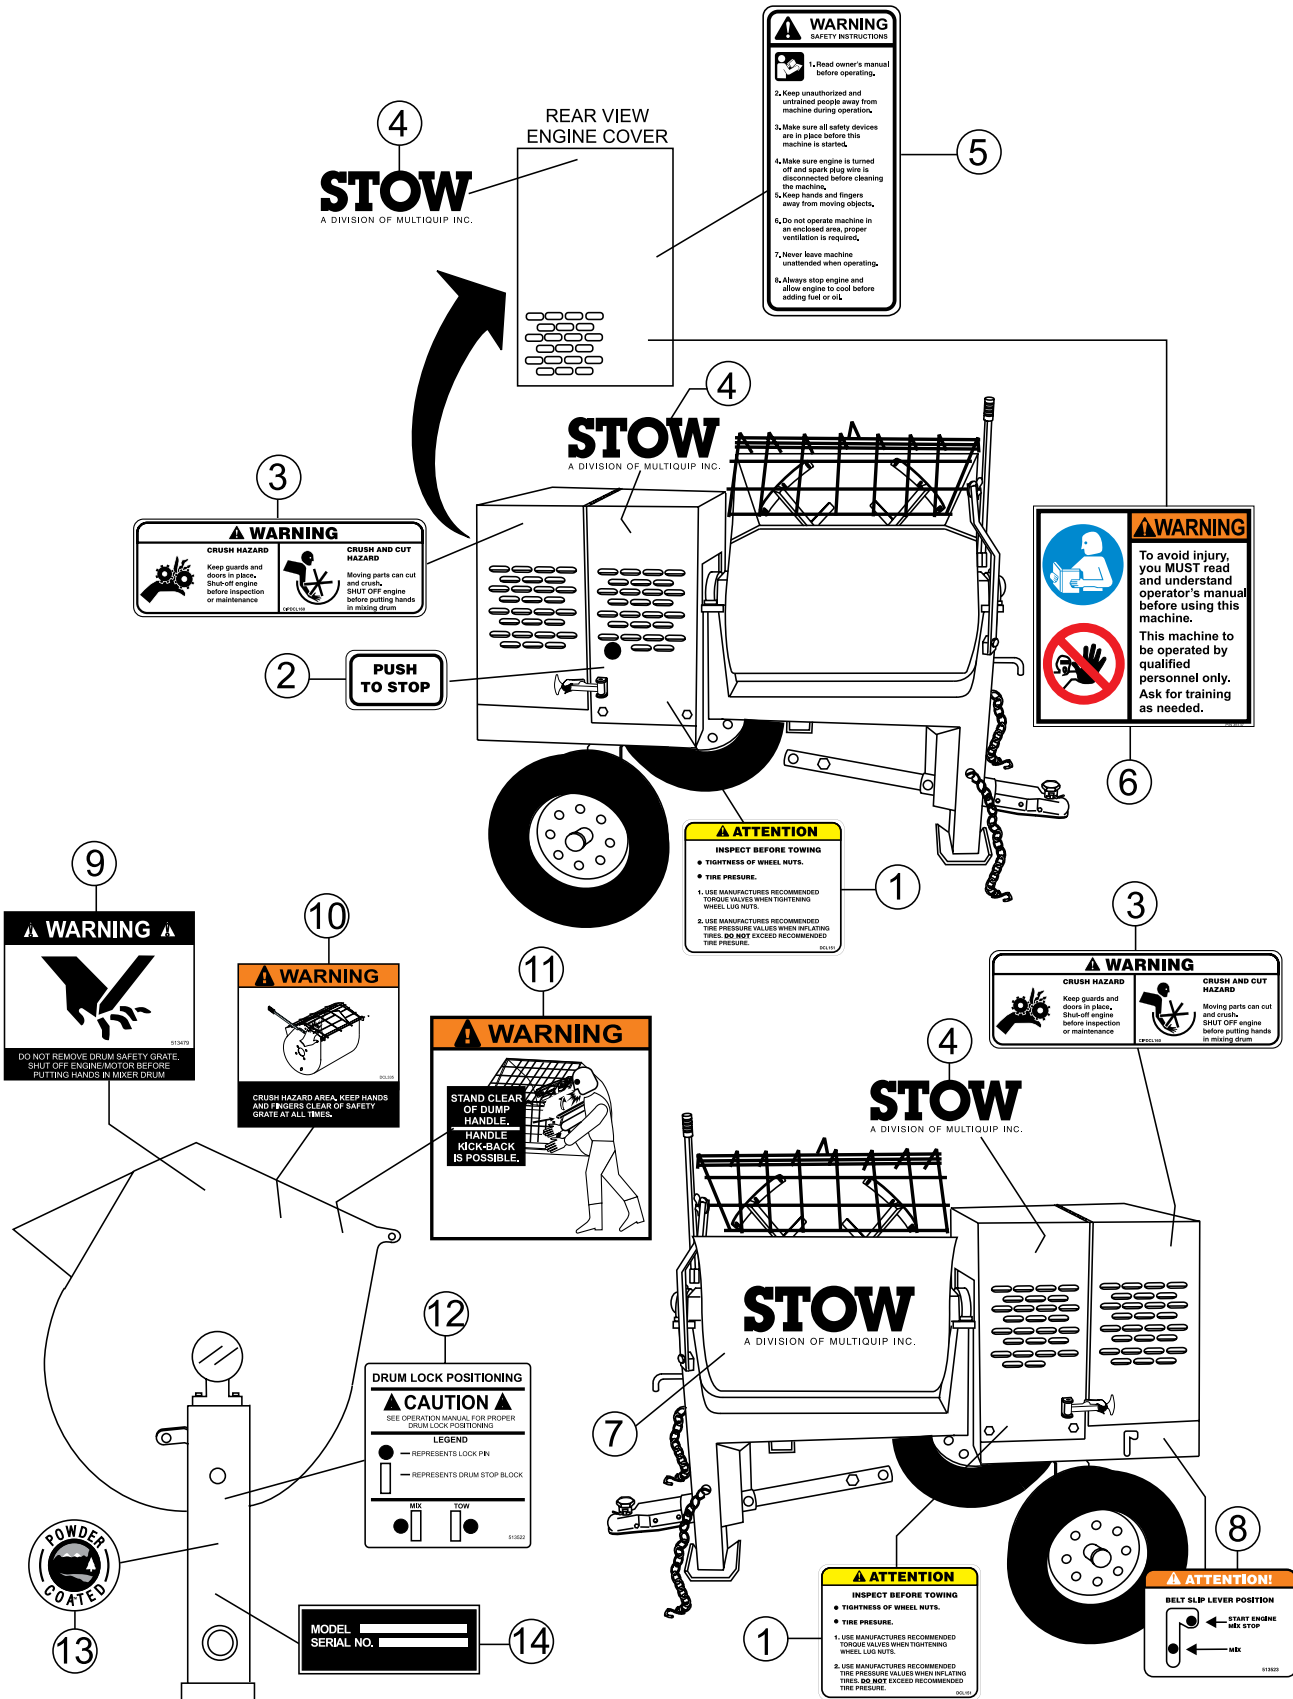 WARNING
SAFETY INSTRUCTIONS
1. Read owner's manual
before operating.
2. Keep unauthorized and
untrained people away from
machine during operation.
3. Make sure all safety devices
are in place before this
machine is started.
4. Make sure engine is turned
off and spark plug wire is
disconnected before cleaning
the machine.
5. Keep hands and fingers
away from moving objects.
6. Do not operate machine in
an enclosed area, proper
ventilation is required.
7. Never leave machine
unattended when operating.
8. Always stop engine and
allow engine to cool before
adding fuel or oil.
5
4
STOW
A DIVISION OF MULTIQUIP INC.
REAR VIEW
ENGINE COVER
4
STOW
A DIVISION OF MULTIQUIP INC.
3
WARNING
CRUSH HAZARD
Keep guards and
doors in place.
Shut-off engine
before inspection
or maintenance
CRUSH AND CUT
HAZARD
Moving parts can cut
and crush.
SHUT OFF engine
before putting hands
in mixing drum
C/PDCL160
2
PUSH
TO STOP
WARNING
To avoid injury,
you MUST read
and understand
operator's manual
before using this
machine.
This machine to
be operated by
qualified
personnel only.
Ask for training
as needed.
6
ATTENTION
INSPECT BEFORE TOWING
● TIGHTNESS OF WHEEL NUTS.
● TIRE PRESURE.
1. USE MANUFACTURES RECOMMENDED
TORQUE VALVES WHEN TIGHTENING
WHEEL LUG NUTS.
2. USE MANUFACTURES RECOMMENDED
TIRE PRESSURE VALUES WHEN INFLATING
TIRES. DO NOT EXCEED RECOMMENDED
TIRE PRESURE.
DCL151
1
9
WARNING
513479
DO NOT REMOVE DRUM SAFETY GRATE.
SHUT OFF ENGINE/MOTOR BEFORE
PUTTING HANDS IN MIXER DRUM
10
WARNING
CRUSH HAZARD AREA, KEEP HANDS
AND FINGERS CLEAR OF SAFETY
GRATE AT ALL TIMES.
11
WARNING
STAND CLEAR
OF DUMP
HANDLE.
HANDLE
KICK-BACK
IS POSSIBLE.
3
WARNING
CRUSH HAZARD
Keep guards and
doors in place.
Shut-off engine
before inspection
or maintenance
CRUSH AND CUT
HAZARD
Moving parts can cut
and crush.
SHUT OFF engine
before putting hands
in mixing drum
C/PDCL160
4
STOW
A DIVISION OF MULTIQUIP INC.
STOW
A DIVISION OF MULTIQUIP INC.
7
12
DRUM LOCK POSITIONING
CAUTION
SEE OPERATION MANUAL FOR PROPER
DRUM LOCK POSITIONING
LEGEND
— REPRESENTS LOCK PIN
— REPRESENTS DRUM STOP BLOCK
MIX TOW
513522
POWDER
COATED
13
MODEL
SERIAL NO.
14
ATTENTION
INSPECT BEFORE TOWING
● TIGHTNESS OF WHEEL NUTS.
● TIRE PRESURE.
1. USE MANUFACTURES RECOMMENDED
TORQUE VALVES WHEN TIGHTENING
WHEEL LUG NUTS.
2. USE MANUFACTURES RECOMMENDED
TIRE PRESSURE VALUES WHEN INFLATING
TIRES. DO NOT EXCEED RECOMMENDED
TIRE PRESURE.
DCL151
1
8
ATTENTION!
BELT SLIP LEVER POSITION
START ENGINE
MIX STOP
MIX
513523